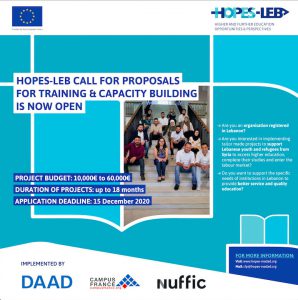 HOPES-LEB
HIGHER AND FURTHER EDUCATION
OPPORTUNITIES & PERSPECTIVES
HOPES-LEB CALL FOR PROPOSALS
FOR TRAINING & CAPACITY BUILDING
IS NOW OPEN
PROJECT BUDGET: 10,000€ to 60,000€
DURATION OF PROJECTS: up to 18 months
APPLICATION DEADLINE: 15 December 2020
Are you an organisation registered
in Lebanon?
Are you interested in implementing
tailor made projects to support
Lebanese youth and refugees from
Syria to access higher education,
complete their studies and enter the
labour market?
Do you want to support the specific
needs of institutions in Lebanon to
provide better service and quality
education?
FOR MORE INFORMATION:
IMPLEMENTED BY
DAAD
CAMPUS
FRANCE
nuffic